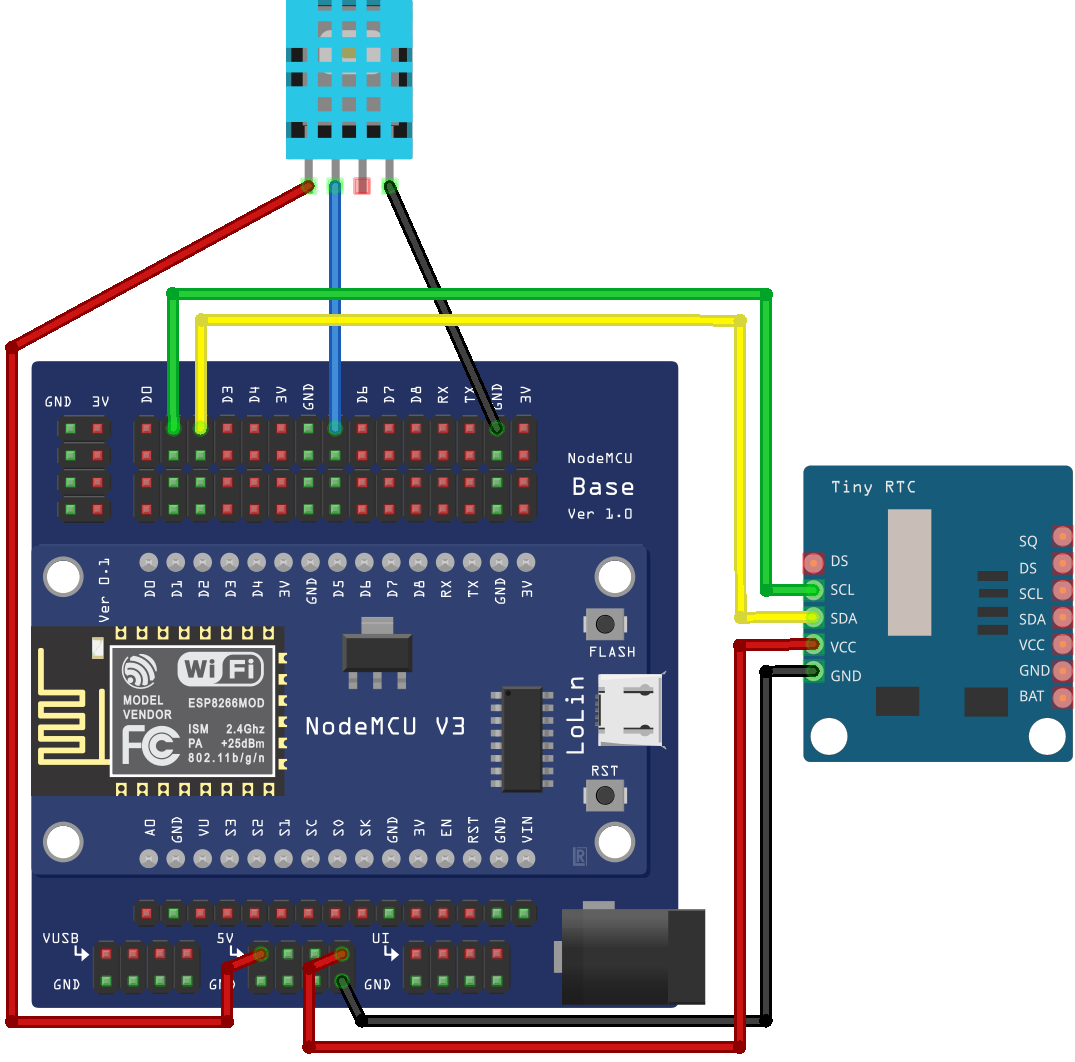 GND 3V D0 D3 D4 3V GND D6 D7 D8 RX TX GND 3V
NodeMCU
Base
Ver 1.0
Ver 0.1
D0 D1 D2 D3 D4 3V GND D5 D6 D7 D8 RX TX GND 3V
FLASH
WiFi
MODEL
VENDOR
ESP8266MOD
FC
ISM 2.4Ghz
PA +25dBm
802.11b/g/n
NodeMCU V3
LoLin
RST
A0 GND VU S3 S2 S1 SC S0 SK GND 3V EN RST GND VIN
VUSB
GND
5V
UI
GND
Tiny RTC
DS
SCL
SDA
VCC
GND
SQ
DS
SCL
SDA
VCC
GND
BAT